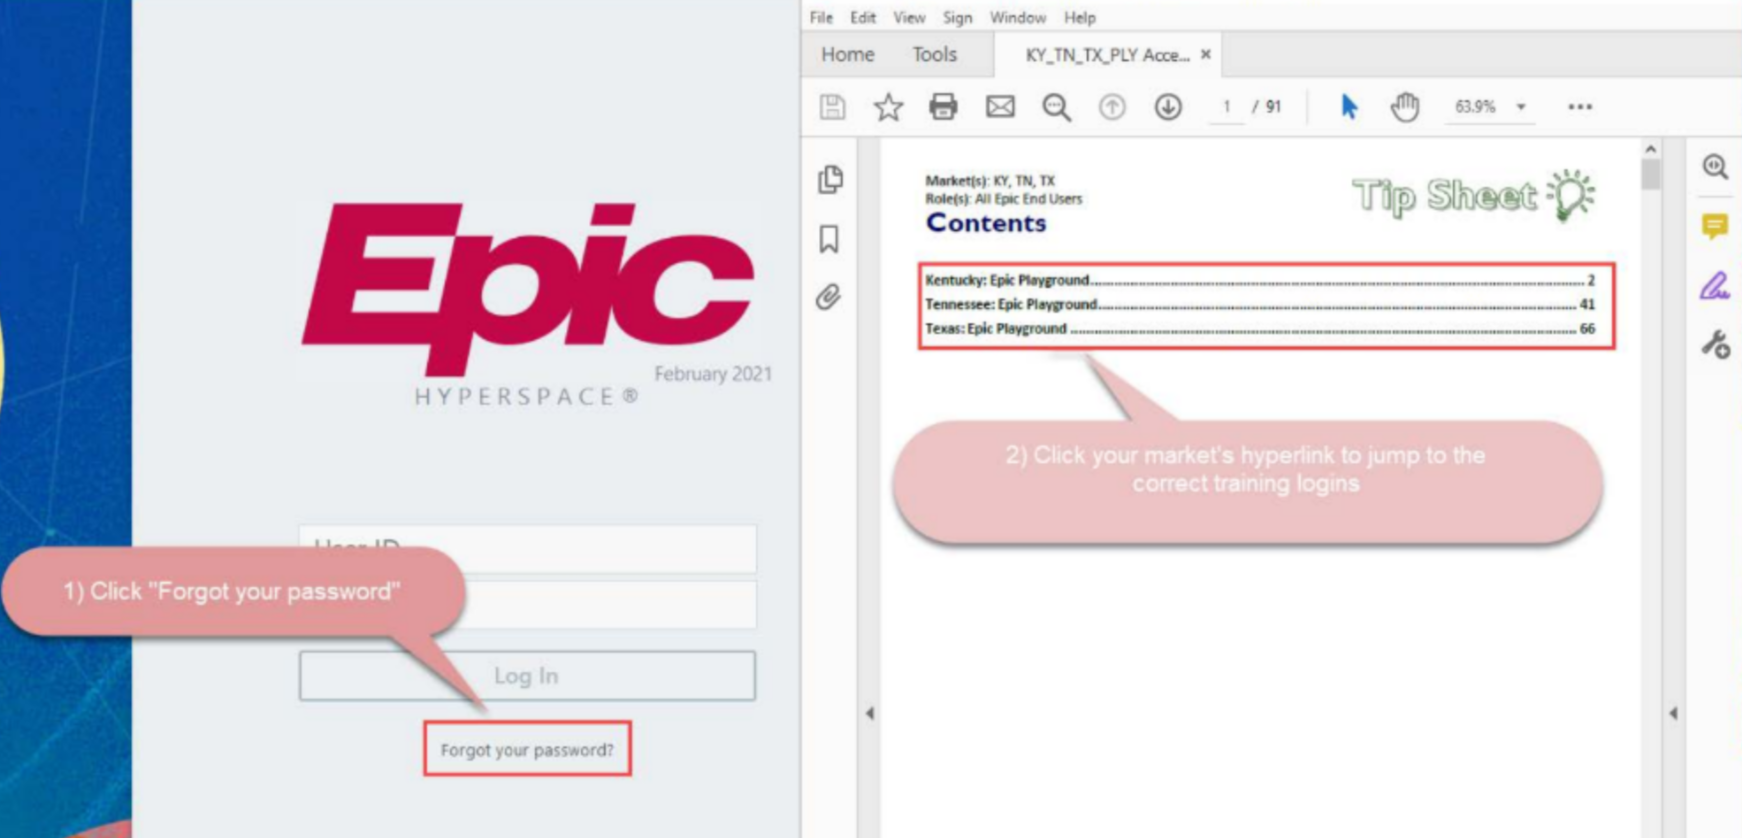 Epic
February 2021
HYPERSPACE®
1) Click "Forgot your password"
Log In
Forgot your password?
File Edit View Sign Window Help
Home Tools KY_TN_TX_PLY Acce... ×
1 / 91 63.9%
Market(s): KY, TN, TX
Role(s): All Epic End Users
Contents
Tip Sheet
Kentucky: Epic Playground 2
Tennessee: Epic Playground 41
Texas: Epic Playground 66
2) Click your market's hyperlink to jump to the
correct training logins